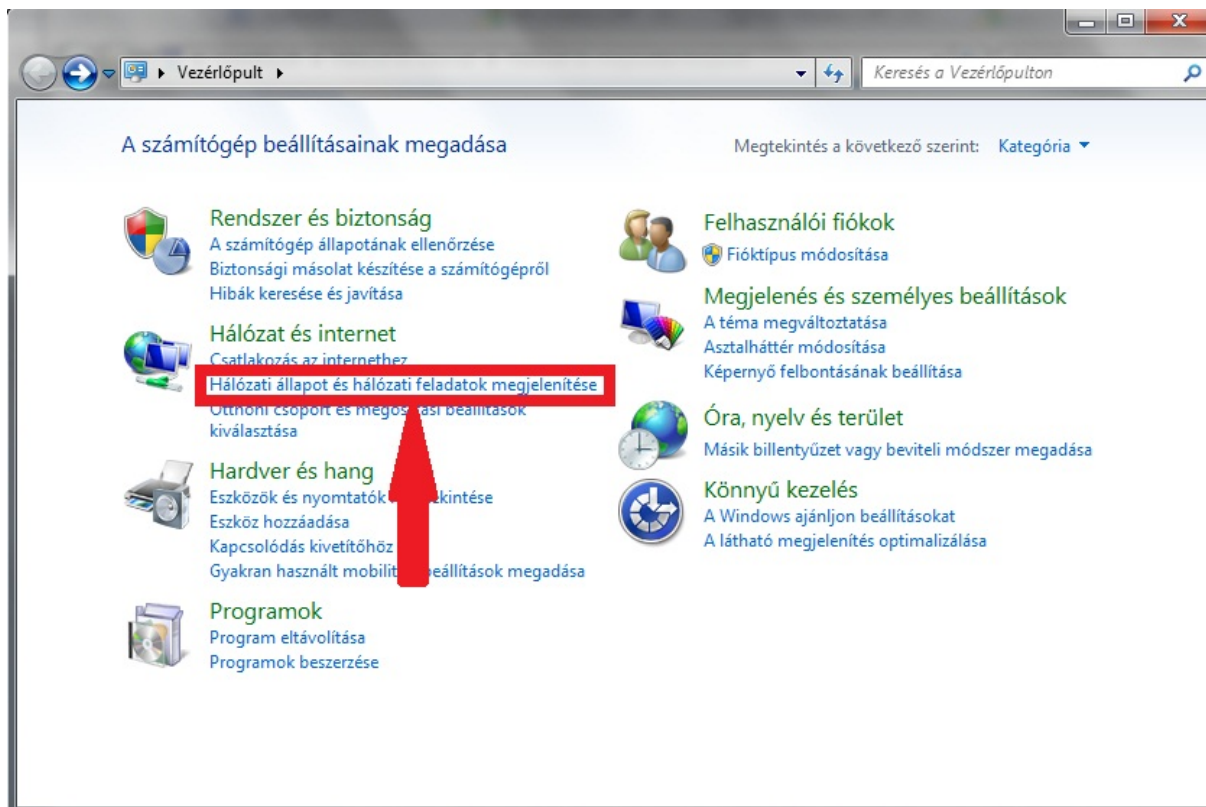 Vezérlőpult
Keresés a Vezérlőpulton
A számítógép beállításainak megadása
Megtekintés a következő szerint: Kategória
Rendszer és biztonság
A számítógép állapotának ellenőrzése
Biztonsági másolat készítése a számítógépről
Hibák keresése és javítása
Hálózat és internet
Csatlakozás az internethez
Hálózati állapot és hálózati feladatok megjelenítése
Otthoni csoport és beállítások
kiválasztása
Hardver és hang
Eszközök és nyomtatók
Eszköz hozzáadása
Kapcsolódás kivetítőhöz
Gyakran használt beállítások megadása
Programok
Program eltávolítása
Programok beszerzése
Felhasználói fiókok
Fióktípus módosítása
Megjelenés és személyes beállítások
A téma megváltoztatása
Asztalháttér módosítása
Képernyő felbontásának beállítása
Óra, nyelv és terület
Másik billentyűzet vagy beviteli módszer megadása
Könnyű kezelés
A Windows ajánljon beállításokat
A látható megjelenítés optimalizálása